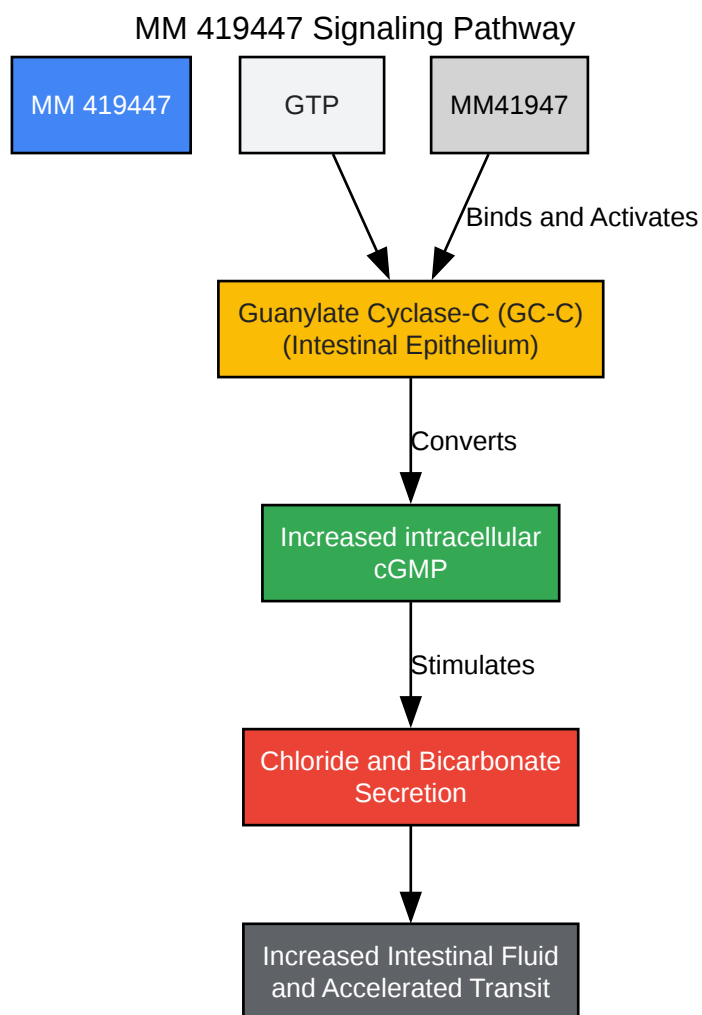 MM 419447 Signaling Pathway
MM 419447
GTP
MM41947
Binds and Activates
Guanylate Cyclase-C (GC-C)
(Intestinal Epithelium)
Converts
Increased intracellular
cGMP
Stimulates
Chloride and Bicarbonate
Secretion
Increased Intestinal Fluid
and Accelerated Transit